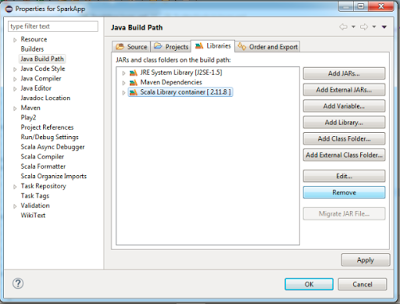 Properties for SparkApp
type filter text
Resource
Builders
Java Build Path
Java Code Style
Java Compiler
Java Editor
Javadoc Location
Maven
Play2
Project References
Run/Debug Settings
Scala Async Debugger
Scala Compiler
Scala Formatter
Scala Organize Imports
Task Repository
Task Tags
Validation
WikiText
Java Build Path
Source
Projects
Libraries
Order and Export
JARs and class folders on the build path:
JRE System Library [J2SE-1.5]
Maven Dependencies
Scala Library container [ 2.11.8 ]
Add JARs...
Add External JARs...
Add Variable...
Add Library...
Add Class Folder...
Add External Class Folder...
Edit...
Remove
Migrate JAR File...
Apply
OK
Cancel